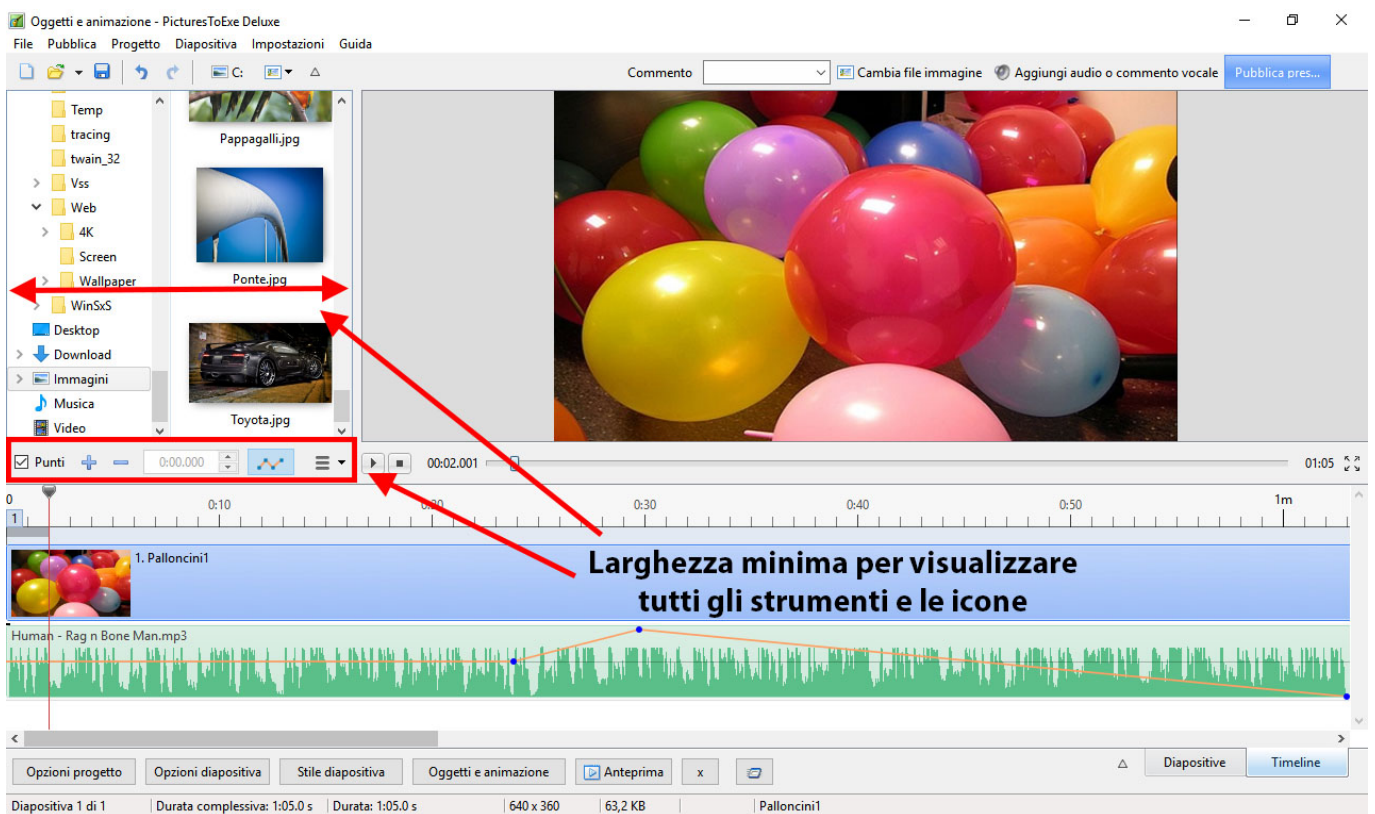 Oggetti e animazione - PicturesToExe Deluxe
File Pubblica Progetto Diapositiva Impostazioni Guida
C:
Commento
Cambia file immagine
Aggiungi audio o commento vocale
Pubblica pres...
Temp
tracing
twain_32
Vss
Web
4K
Screen
Wallpaper
WinSxS
Desktop
Download
Immagini
Musica
Video
Pappagalli.jpg
Ponte.jpg
Toyota.jpg
Punti
0:00.000
00:02.001
01:05
0 0:10 0:20 0:30 0:40 0:50 1m
1
1. Palloncini1
Larghezza minima per visualizzare
tutti gli strumenti e le icone
Human - Rag n Bone Man.mp3
Opzioni progetto Opzioni diapositiva Stile diapositiva Oggetti e animazione Anteprima x
Diapositive Timeline
Diapositiva 1 di 1 Durata complessiva: 1:05.0 s Durata: 1:05.0 s 640 x 360 63,2 KB Palloncini1